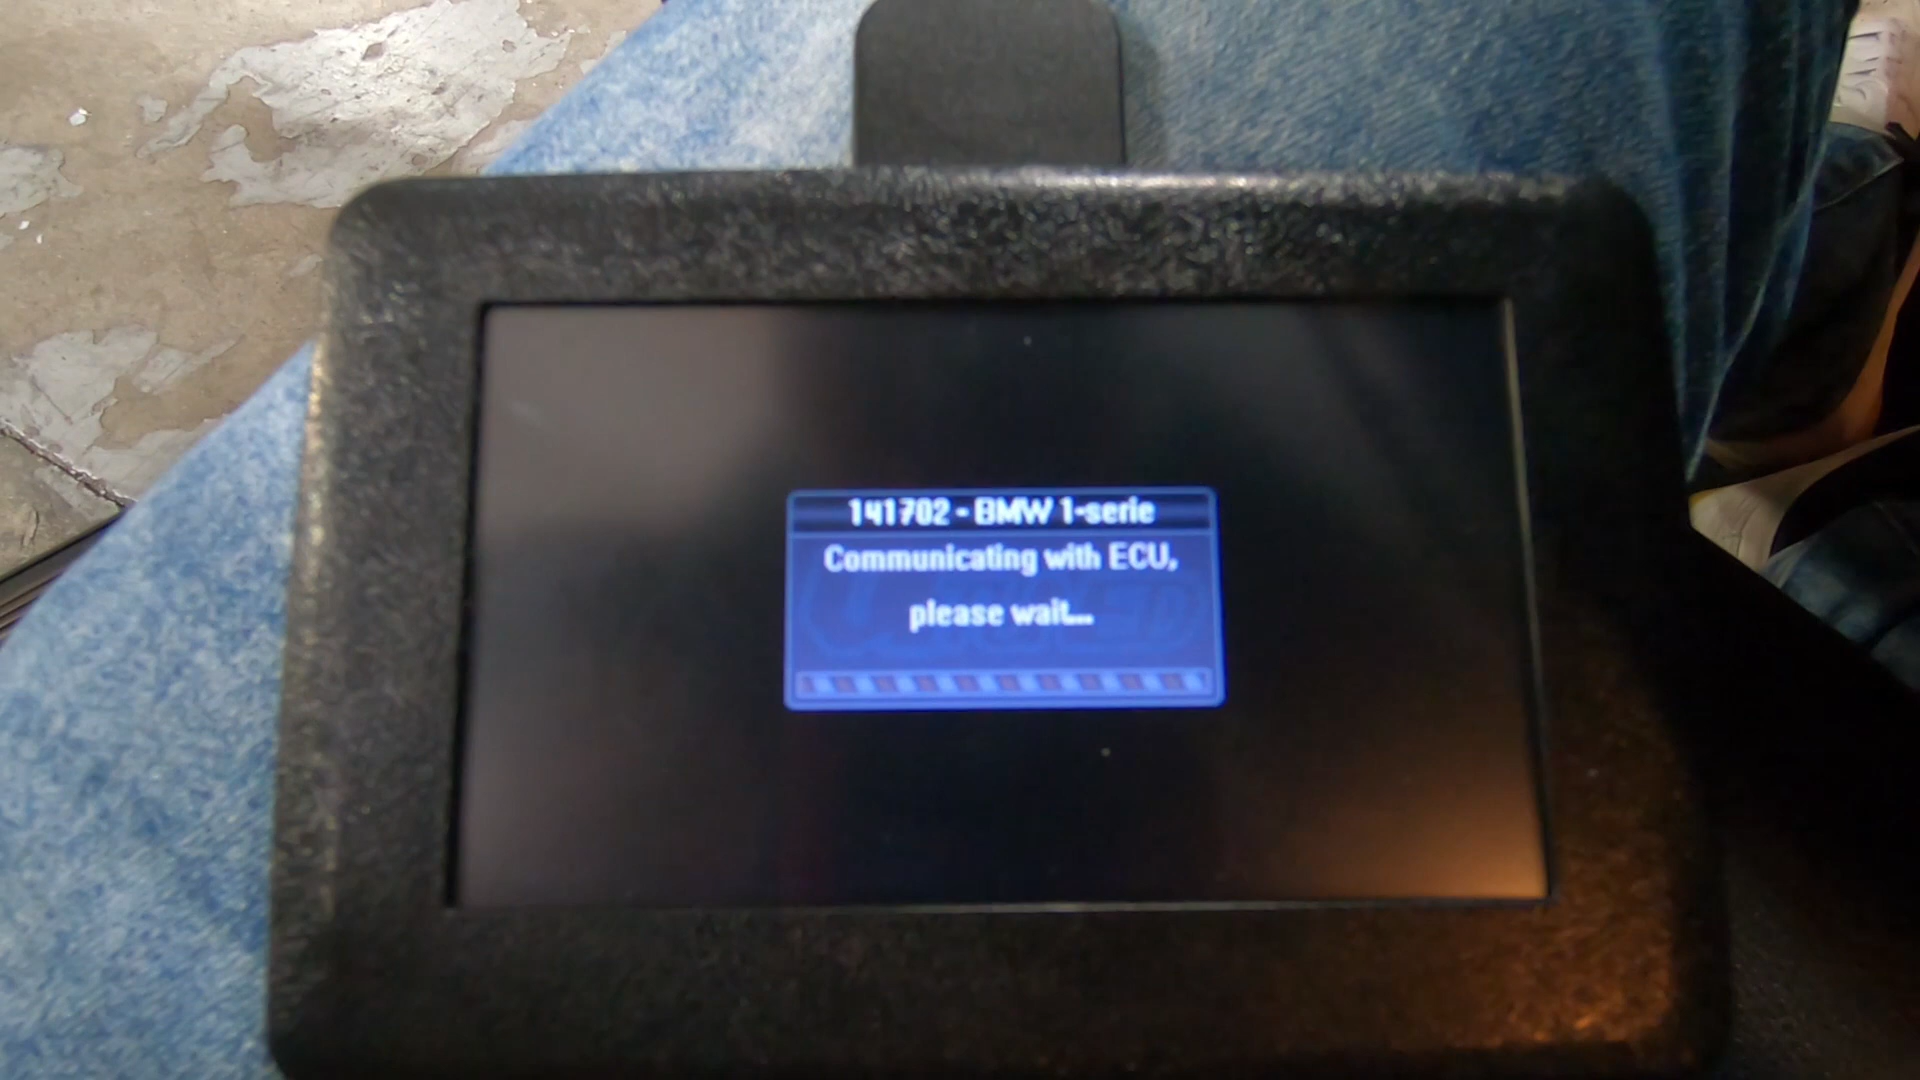 141702 - BMW 1-serie
Communicating with ECU,
please wait...